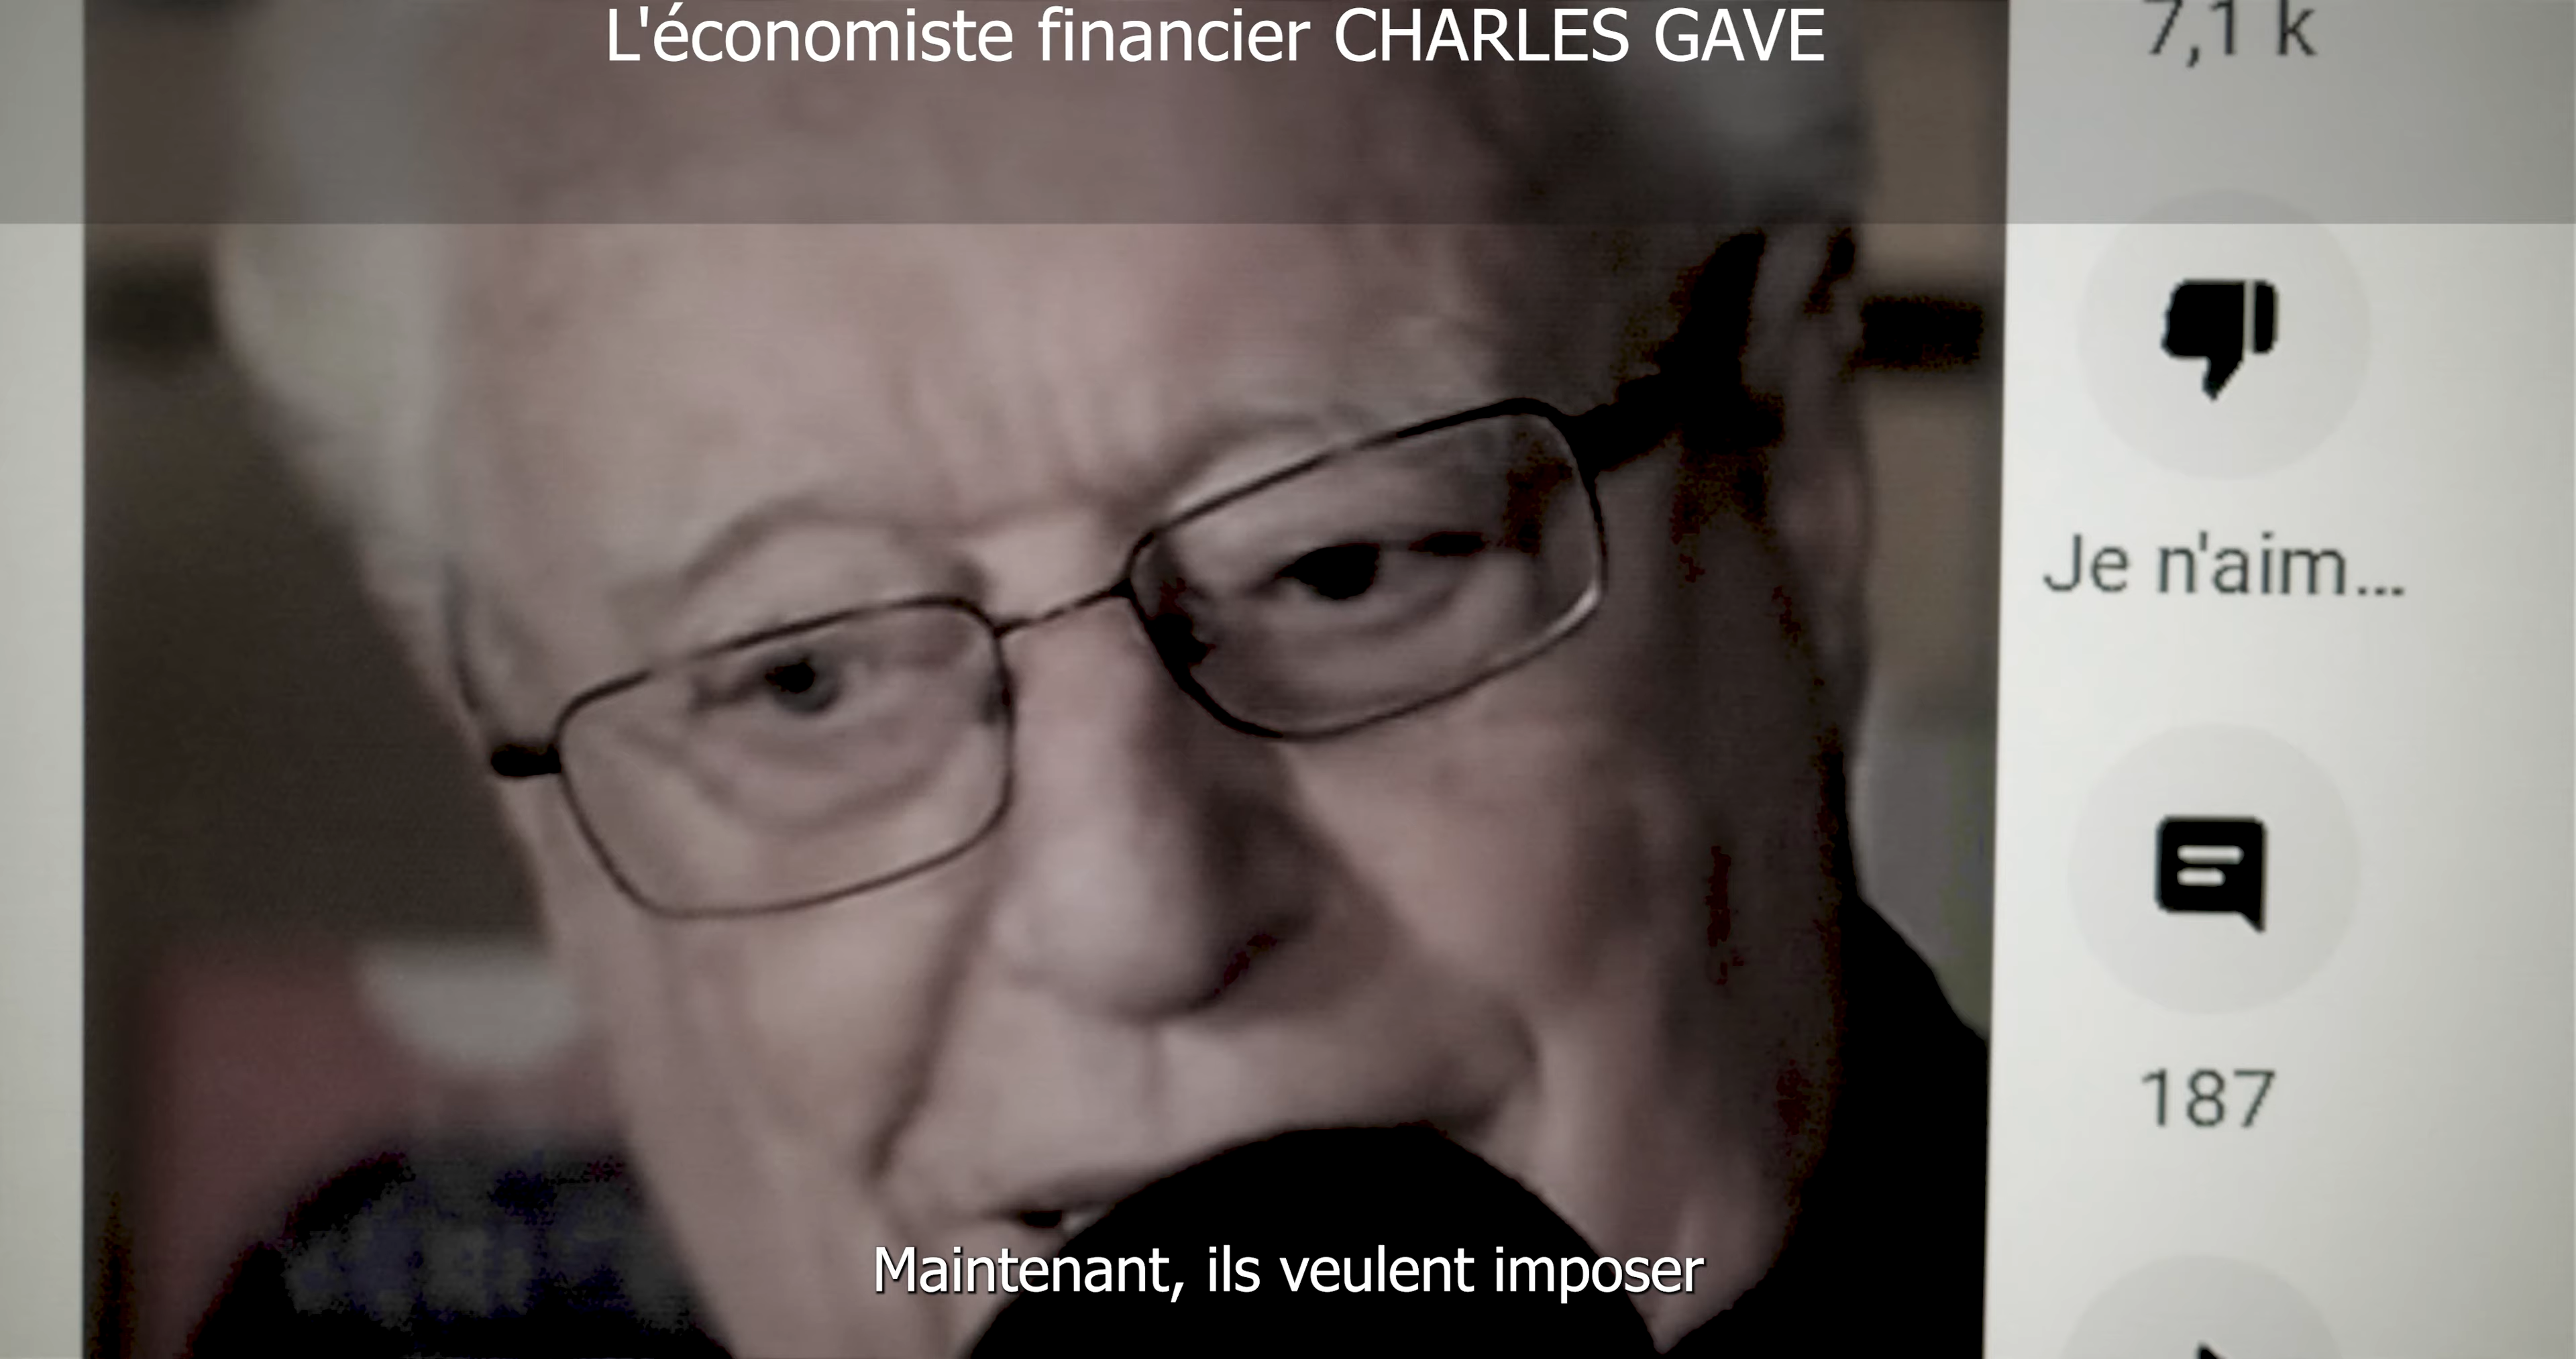 L'économiste financier CHARLES GAVE
7,1 k
Je n'aim...
187
Maintenant, ils veulent imposer